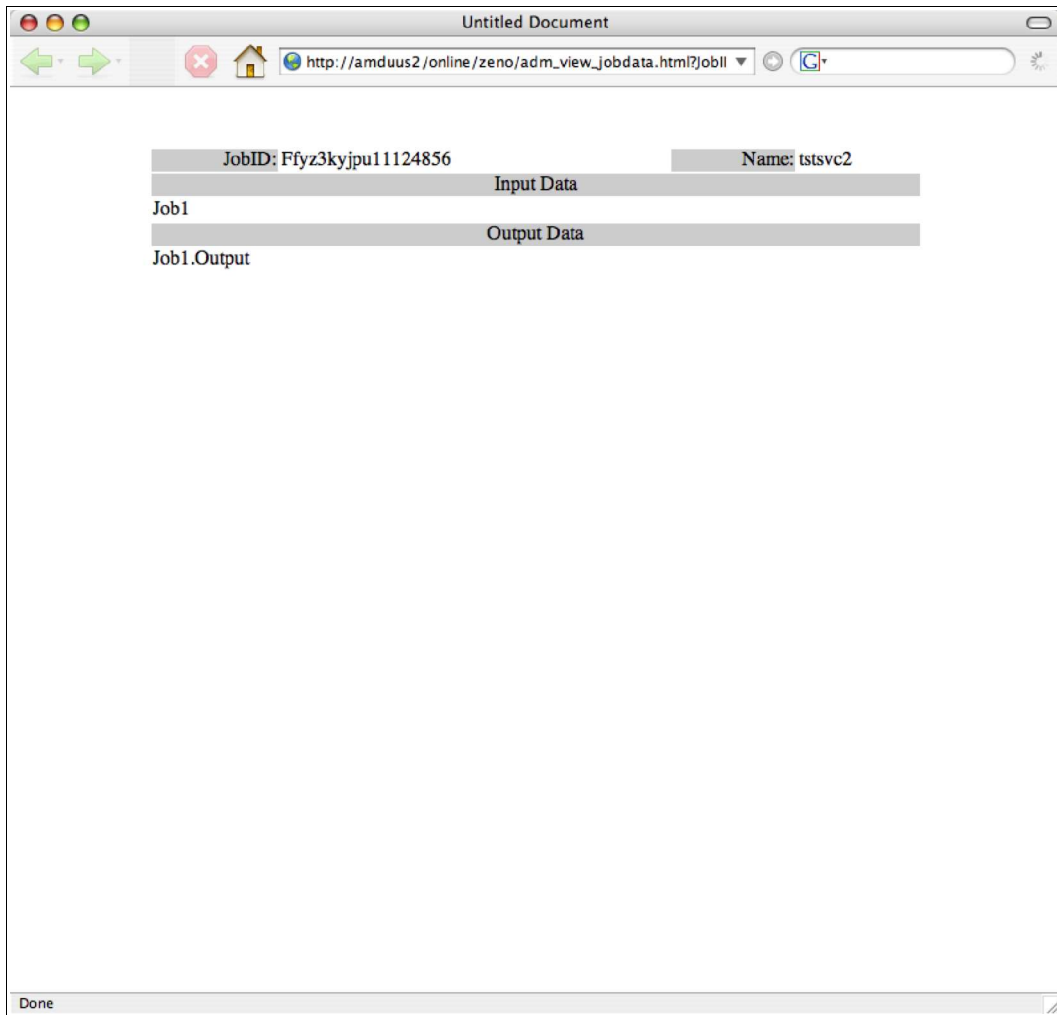 Untitled Document
http://amduus2/online/zeno/adm_view_jobdata.html?JobII
G
JobID: Ffyz3kyjpu11124856 Name: tstsvc2
Input Data
Job1
Output Data
Job1.Output
Done